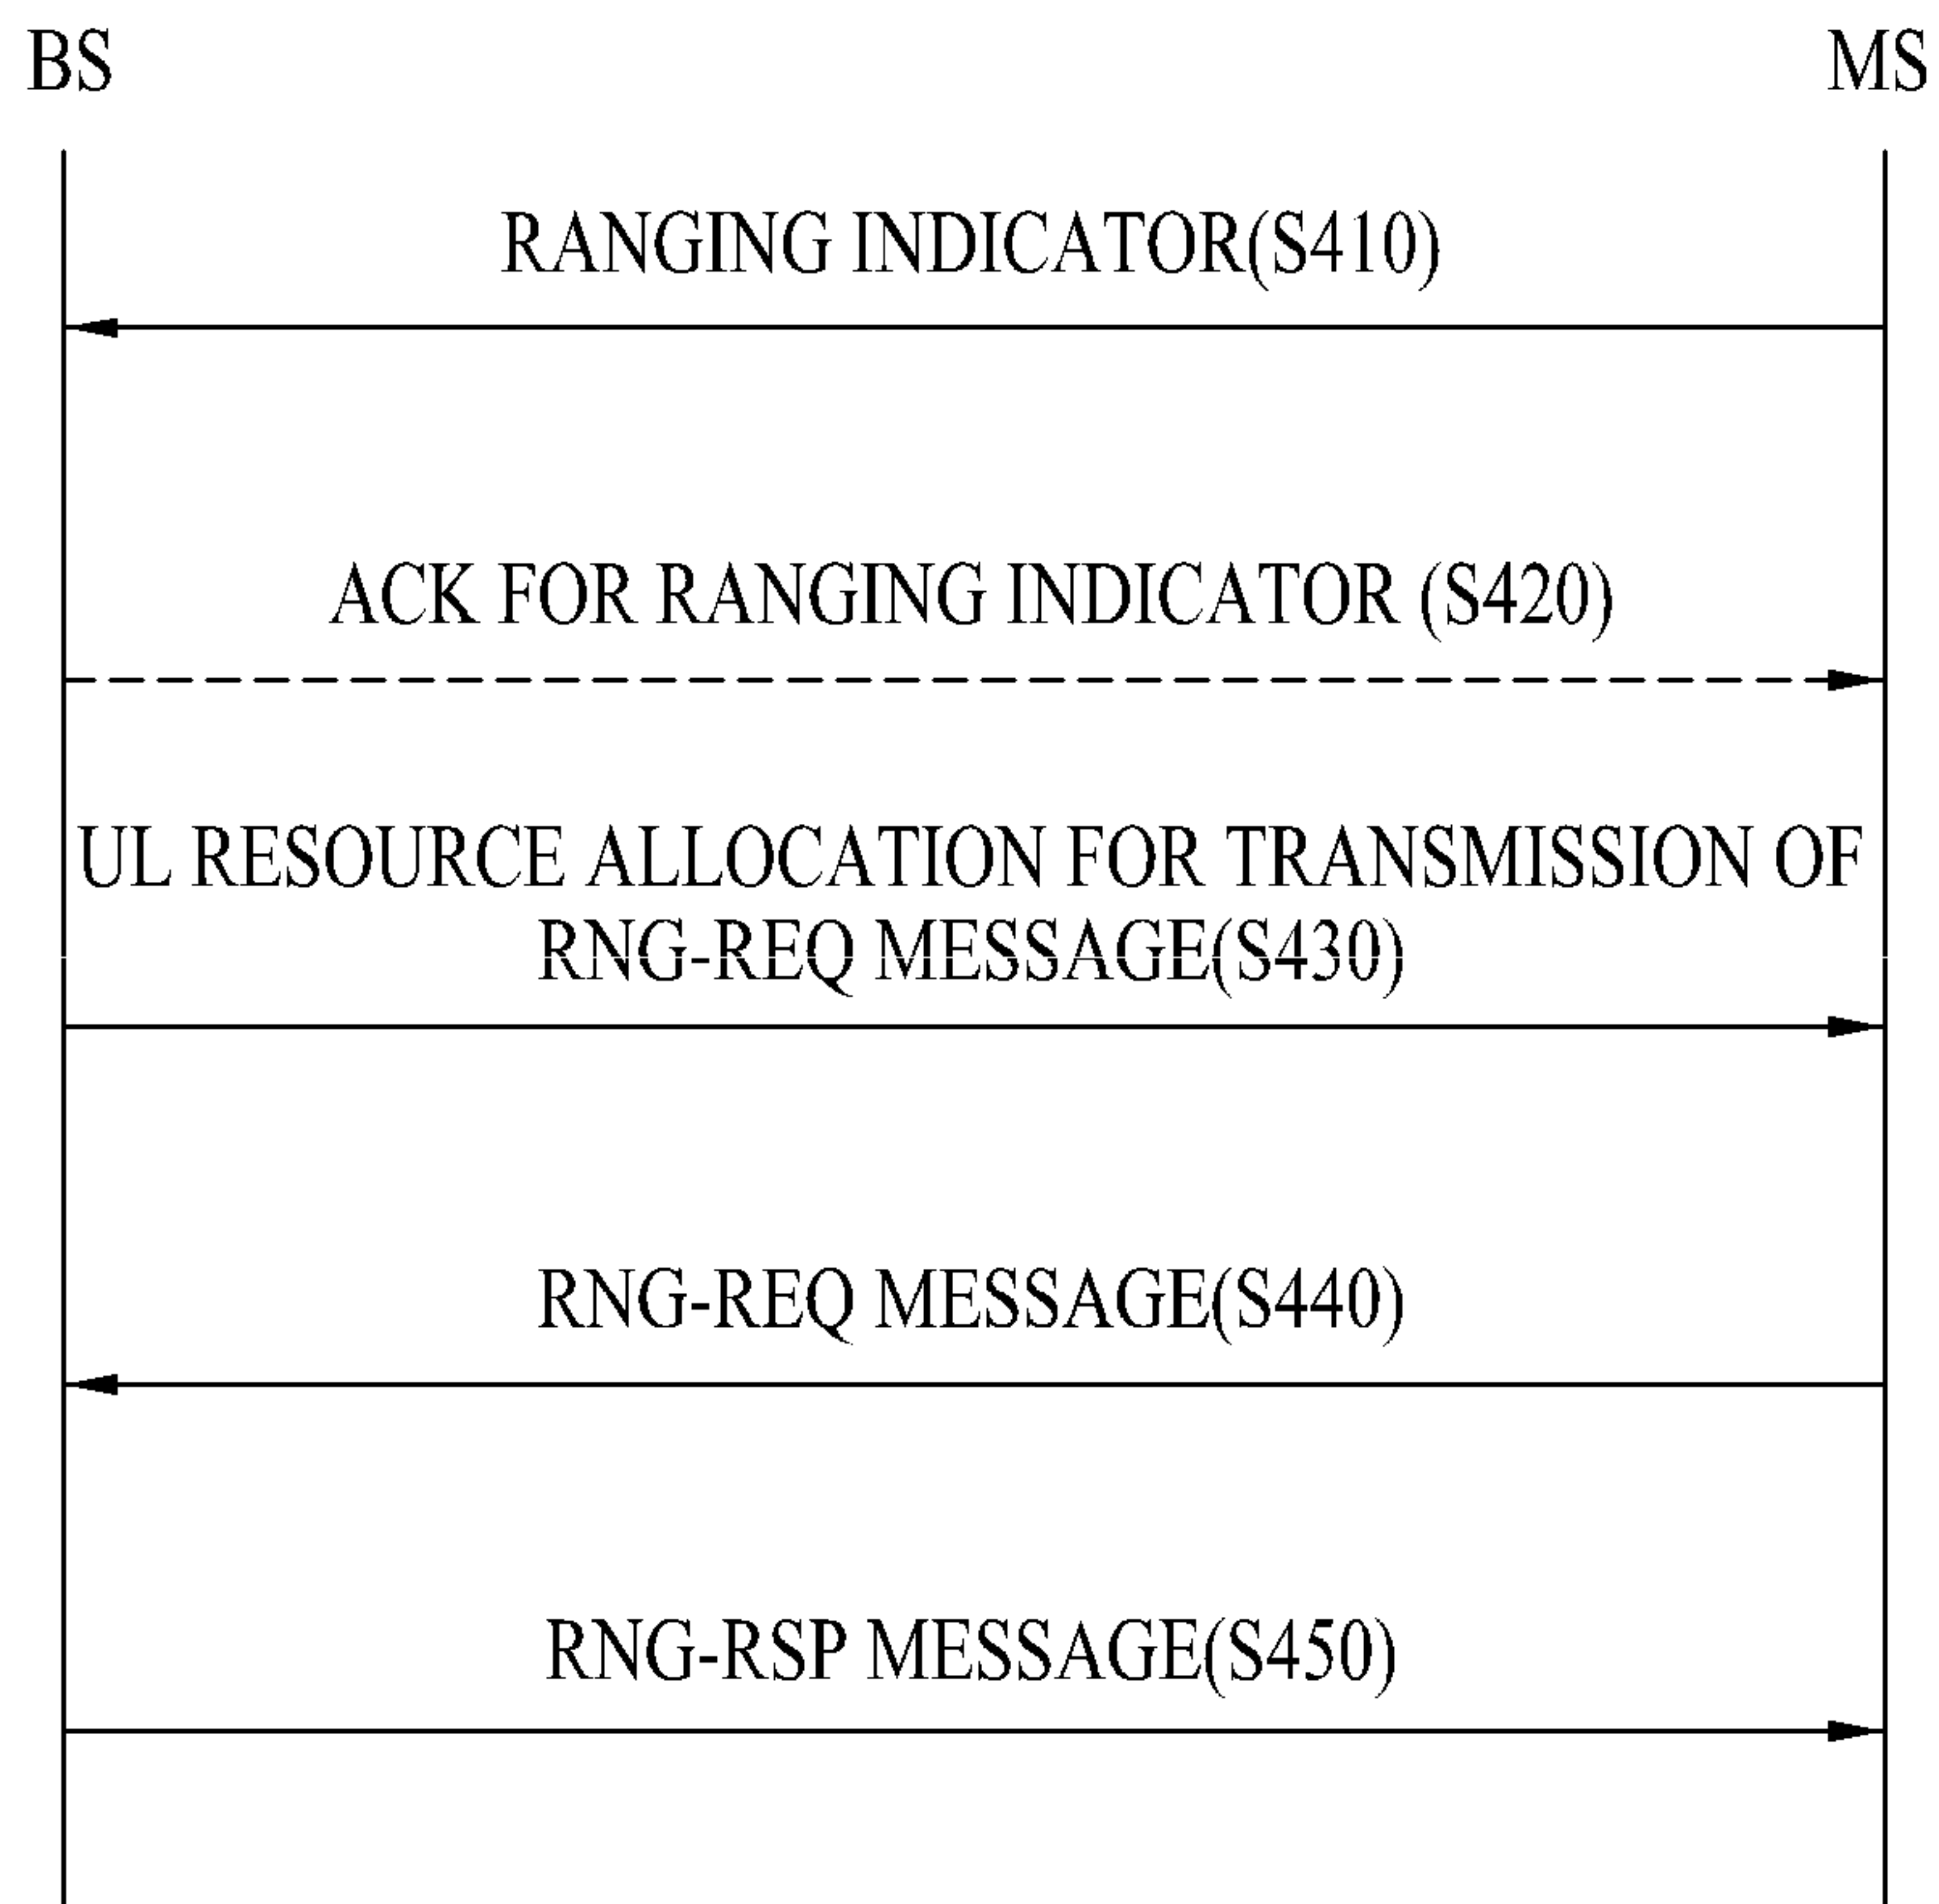 BS
MS
RANGING INDICATOR(S410)
ACK FOR RANGING INDICATOR (S420)
UL RESOURCE ALLOCATION FOR TRANSMISSION OF
RNG-REQ MESSAGE(S430)
RNG-REQ MESSAGE(S440)
RNG-RSP MESSAGE(S450)